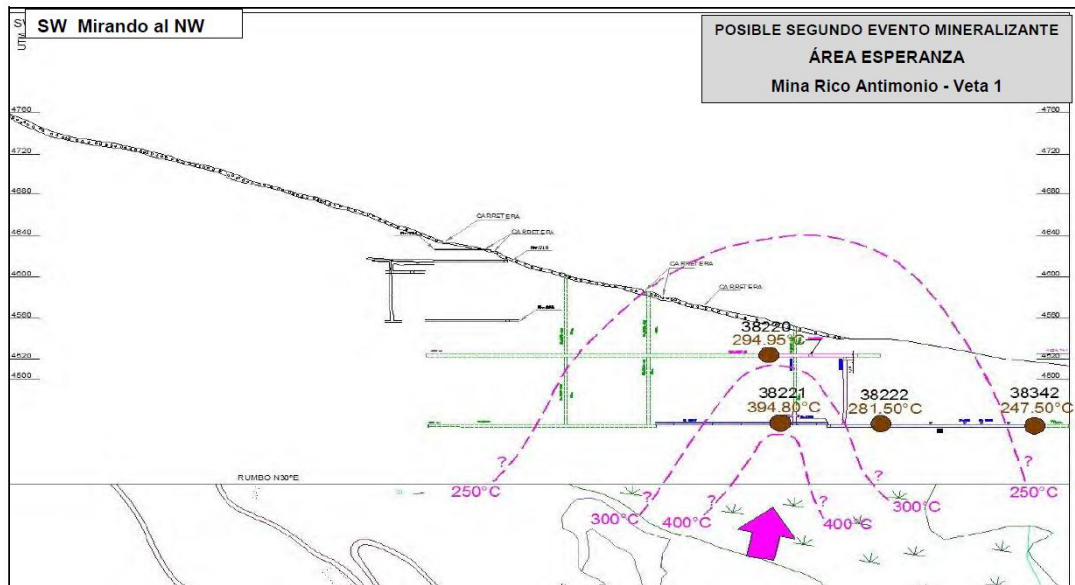 SW Mirando al NW
POSIBLE SEGUNDO EVENTO MINERALIZANTE
ÁREA ESPERANZA
Mina Rico Antimonio - Veta 1
4760
4760
4720
4720
4680
4680
4640
4640
CARRETERA
CARRETERA
4600
4600
CARRETERA
CARRETERA
4560
4560
38220
294.95°C
4520
4520
4500
4500
38221
394.80°C
38222
281.50°C
38342
247.50°C
?
?
?
?
?
?
RUMBO N30°E
250°C
300°C
400°C
400°C
300°C
250°C